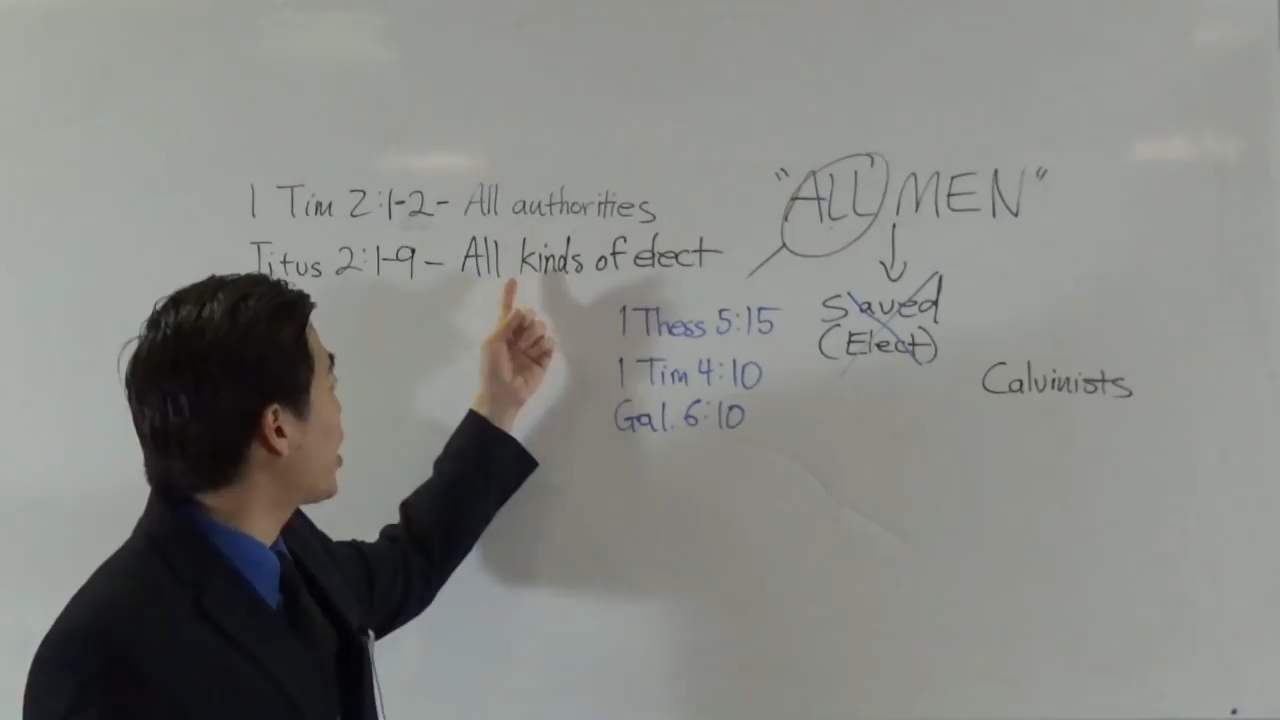 1 Tim 2:1-2- All authorities
Titus 2:1-9- All kinds of elect
"ALL MEN"
Saved
(Elect)
1 Thess 5:15
1 Tim 4:10
Gal. 6:10
Calvinists